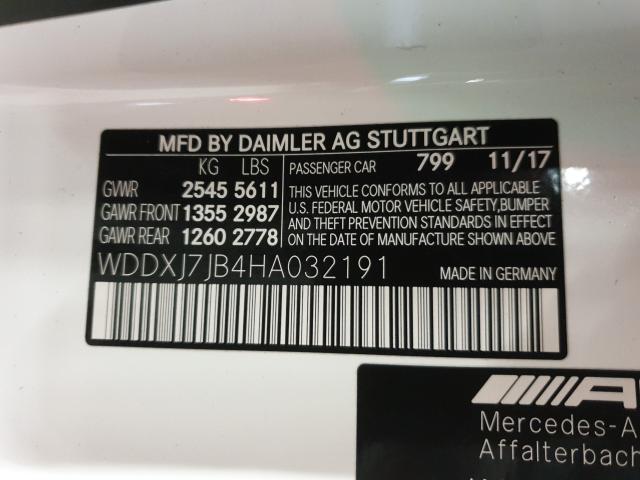 MFD BY DAIMLER AG STUTTGART
KG LBS
GVWR 2545 5611
GAWR FRONT 1355 2987
GAWR REAR 1260 2778
PASSENGER CAR 799 11/17
THIS VEHICLE CONFORMS TO ALL APPLICABLE
U.S. FEDERAL MOTOR VEHICLE SAFETY,BUMPER
AND THEFT PREVENTION STANDARDS IN EFFECT
ON THE DATE OF MANUFACTURE SHOWN ABOVE
WDDXJ7JB4HA032191 MADE IN GERMANY
Mercedes-A
Affalterbach